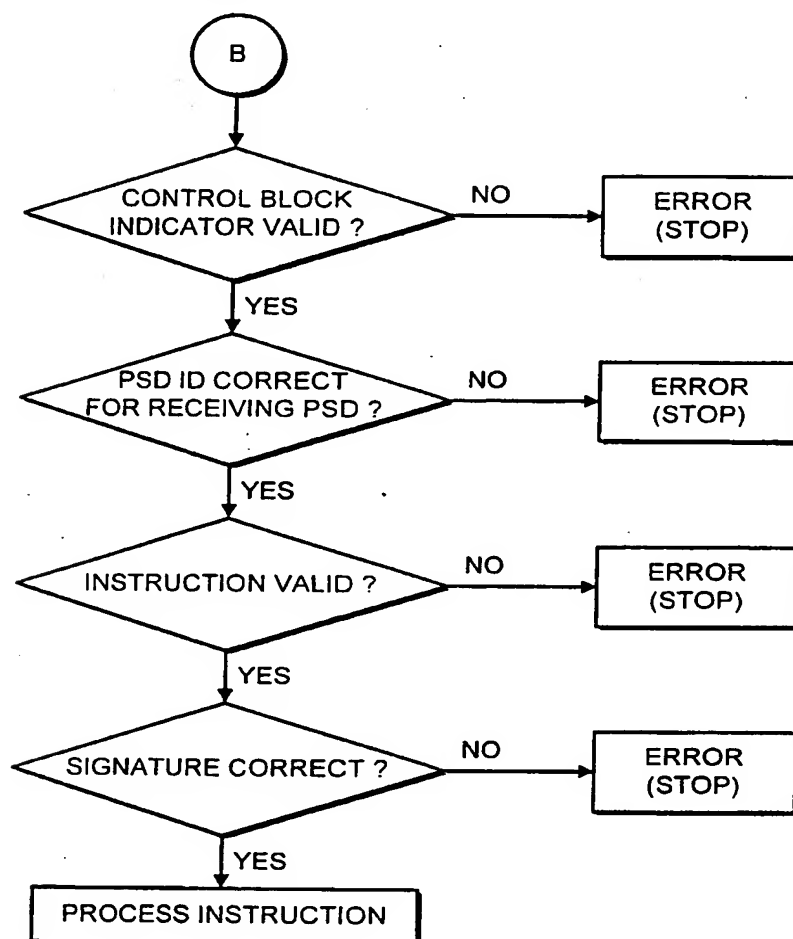 B
CONTROL BLOCK
INDICATOR VALID ?
NO
ERROR
(STOP)
YES
PSD ID CORRECT
FOR RECEIVING PSD ?
NO
ERROR
(STOP)
YES
INSTRUCTION VALID ?
NO
ERROR
(STOP)
YES
SIGNATURE CORRECT ?
NO
ERROR
(STOP)
YES
PROCESS INSTRUCTION